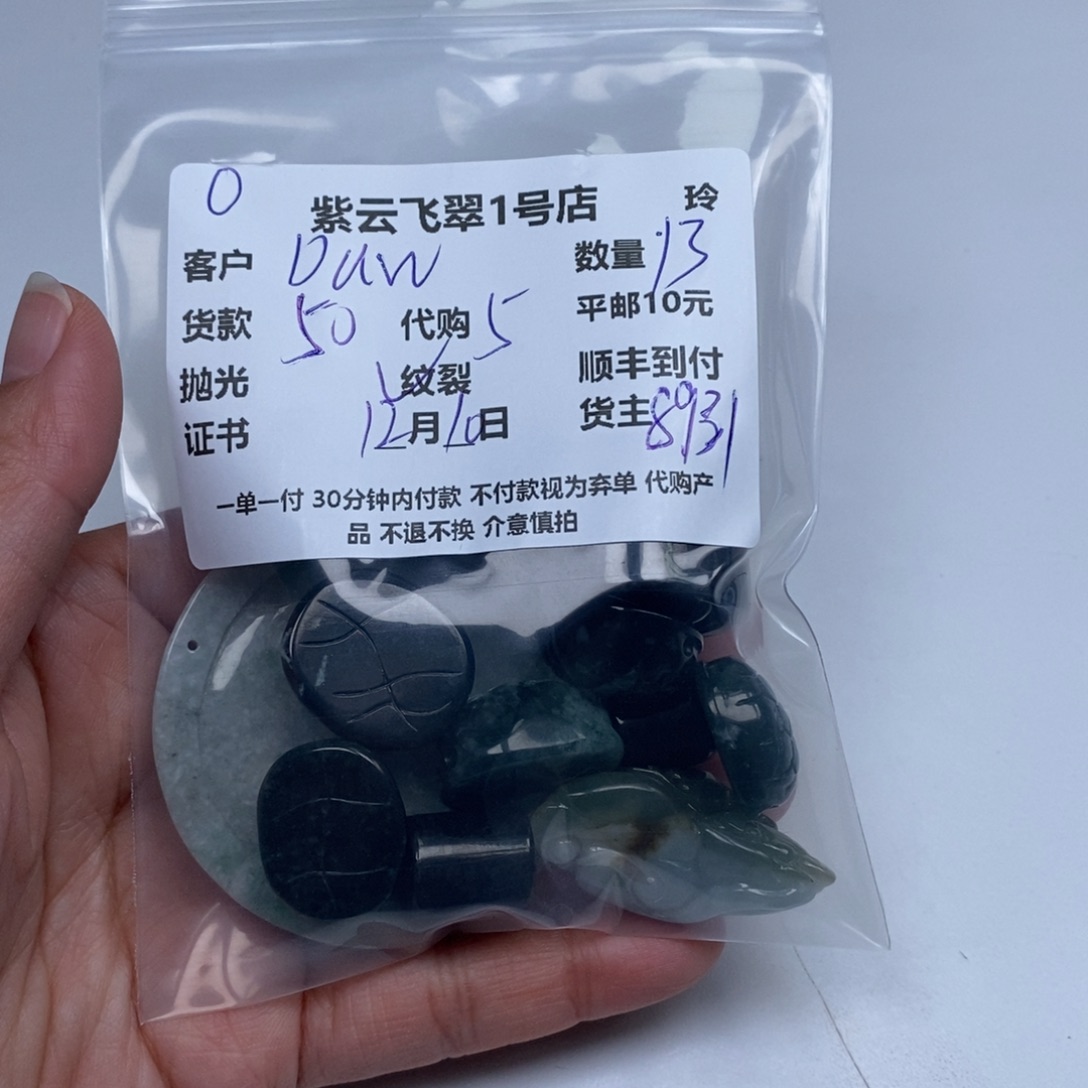 0
紫云飞翠1号店 玲
客户 Daw 数量 13
货款 50 代购 5 平邮10元
抛光 纹裂 ✓ 顺丰到付
证书 12月10日 货主 8931
一单一付 30分钟内付款 不付款视为弃单 代购产
品 不退不换 介意慎拍